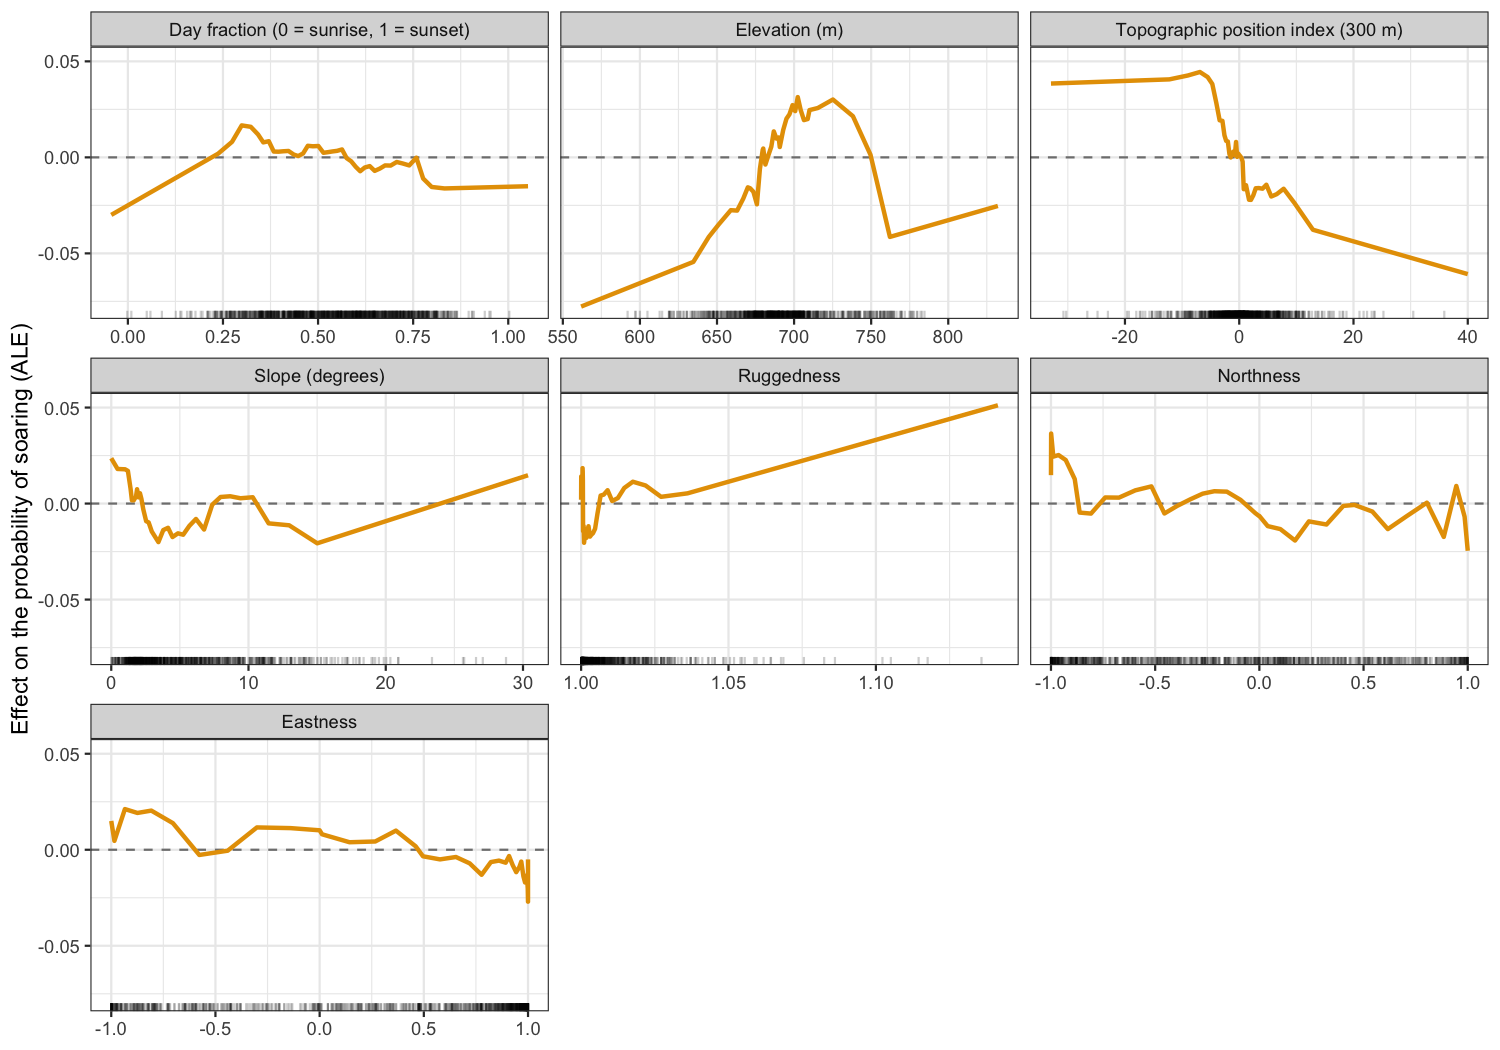 Day fraction (0 = sunrise, 1 = sunset)
Elevation (m)
Topographic position index (300 m)
0.05
0.00
-0.05
0.00 0.25 0.50 0.75 1.00
550 600 650 700 750 800
-20 0 20 40
Effect on the probability of soaring (ALE)
Slope (degrees)
Ruggedness
Northness
0.05
0.00
-0.05
0 10 20 30
1.00 1.05 1.10
-1.0 -0.5 0.0 0.5 1.0
Eastness
0.05
0.00
-0.05
-1.0 -0.5 0.0 0.5 1.0